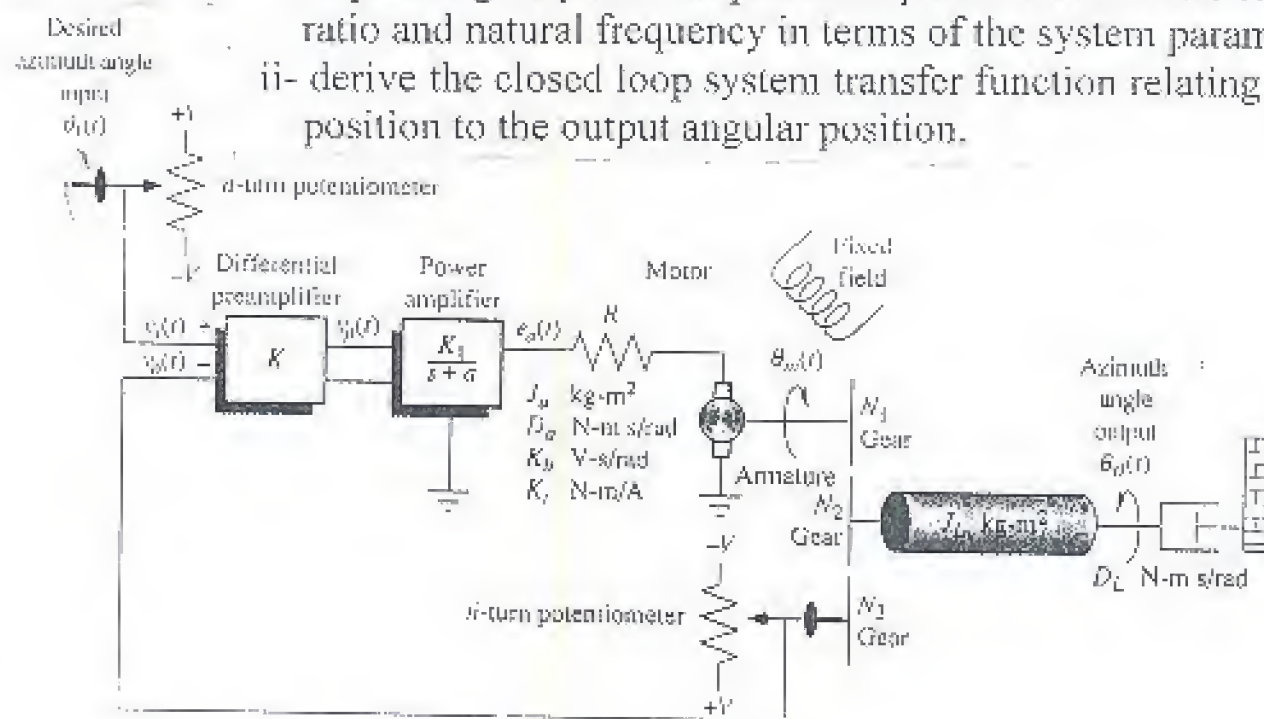 ratio and natural frequency in terms of the system param
ii- derive the closed loop system transfer function relating
position to the output angular position.
Desired
azimuth angle
input
θi(t)
+V
n-turn potentiometer
-V
Differential
preamplifier
Power
amplifier
Motor
Fixed
field
vi(t) +
v0(t) −
K
vp(t)
K1
s + a
ea(t)
R
Ja kg-m²
Da N-m s/rad
Kb V-s/rad
Kt N-m/A
θm(t)
Armature
N1
Gear
N2
Gear
JL kg-m²
Azimuth
angle
output
θ0(t)
DL N-m s/rad
-V
n-turn potentiometer
Gear
+V